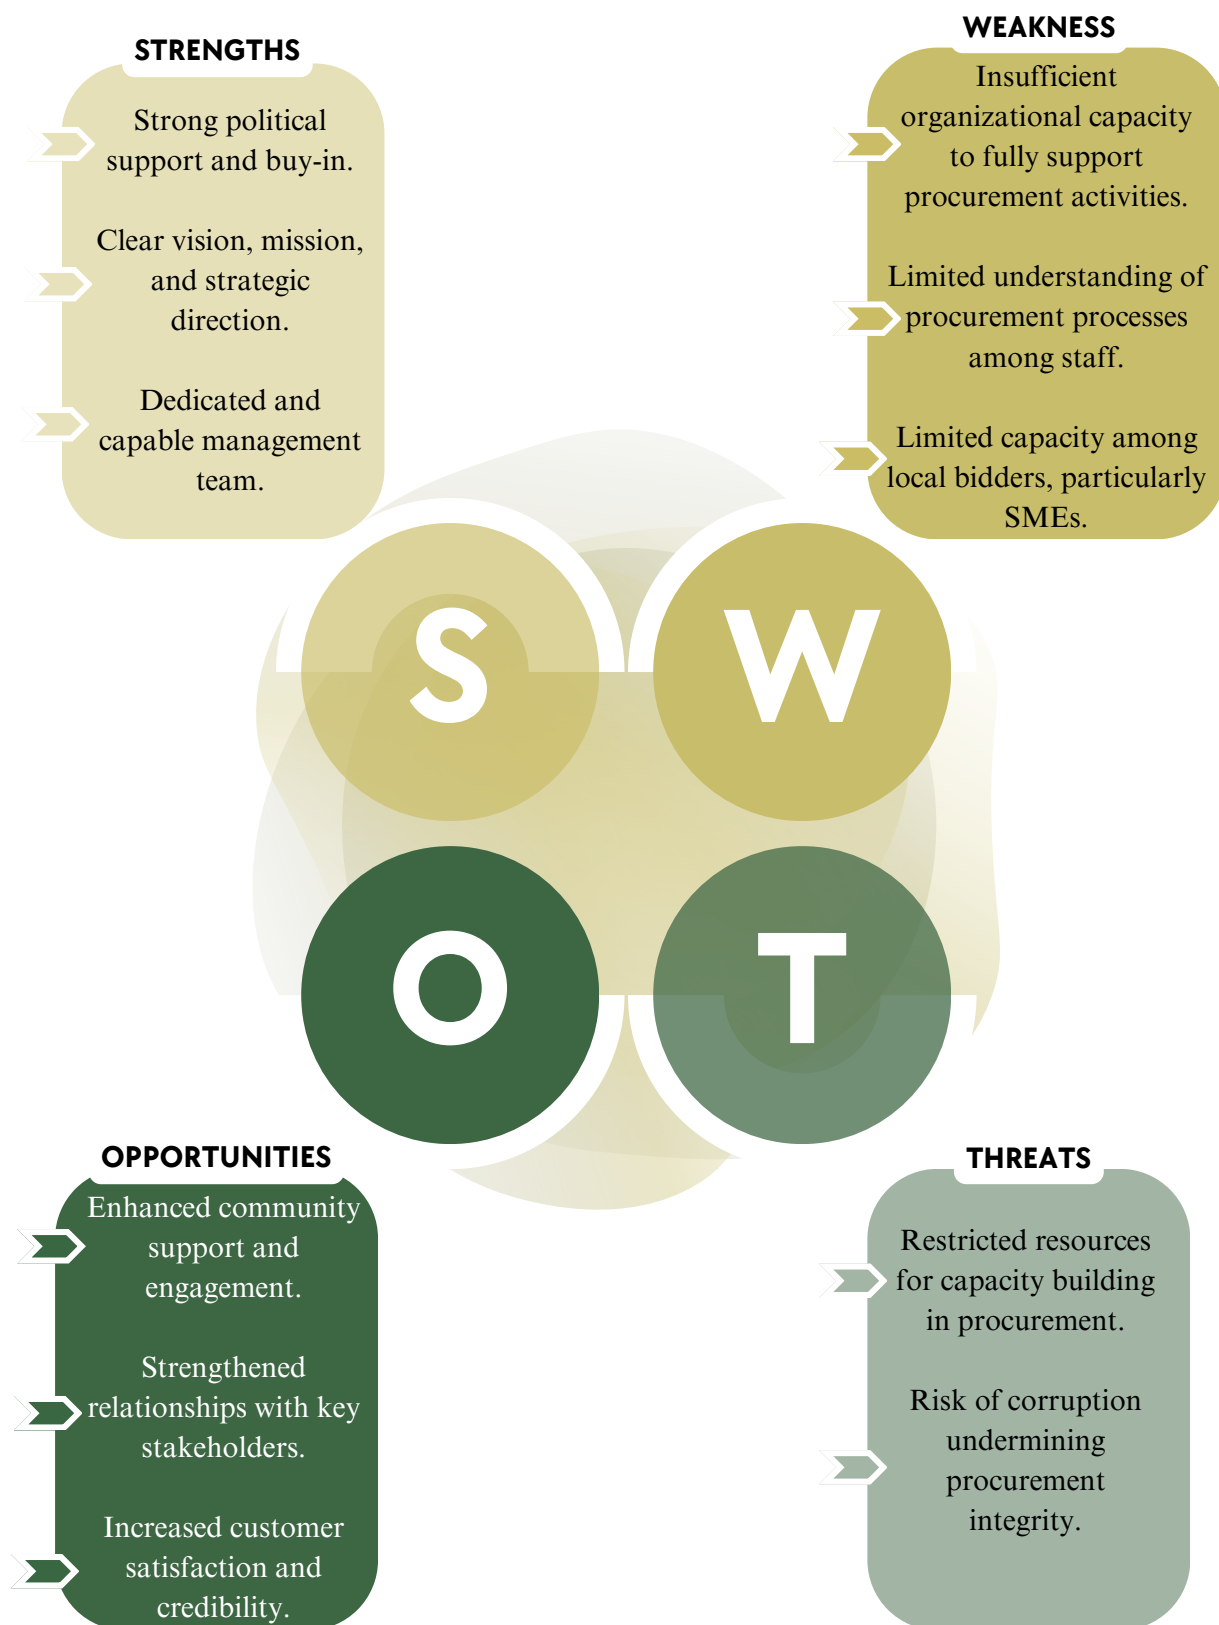 STRENGTHS
Strong political
support and buy-in.
Clear vision, mission,
and strategic
direction.
Dedicated and
capable management
team.
WEAKNESS
Insufficient
organizational capacity
to fully support
procurement activities.
Limited understanding of
procurement processes
among staff.
Limited capacity among
local bidders, particularly
SMEs.
S
W
O
T
OPPORTUNITIES
Enhanced community
support and
engagement.
Strengthened
relationships with key
stakeholders.
Increased customer
satisfaction and
credibility.
THREATS
Restricted resources
for capacity building
in procurement.
Risk of corruption
undermining
procurement
integrity.